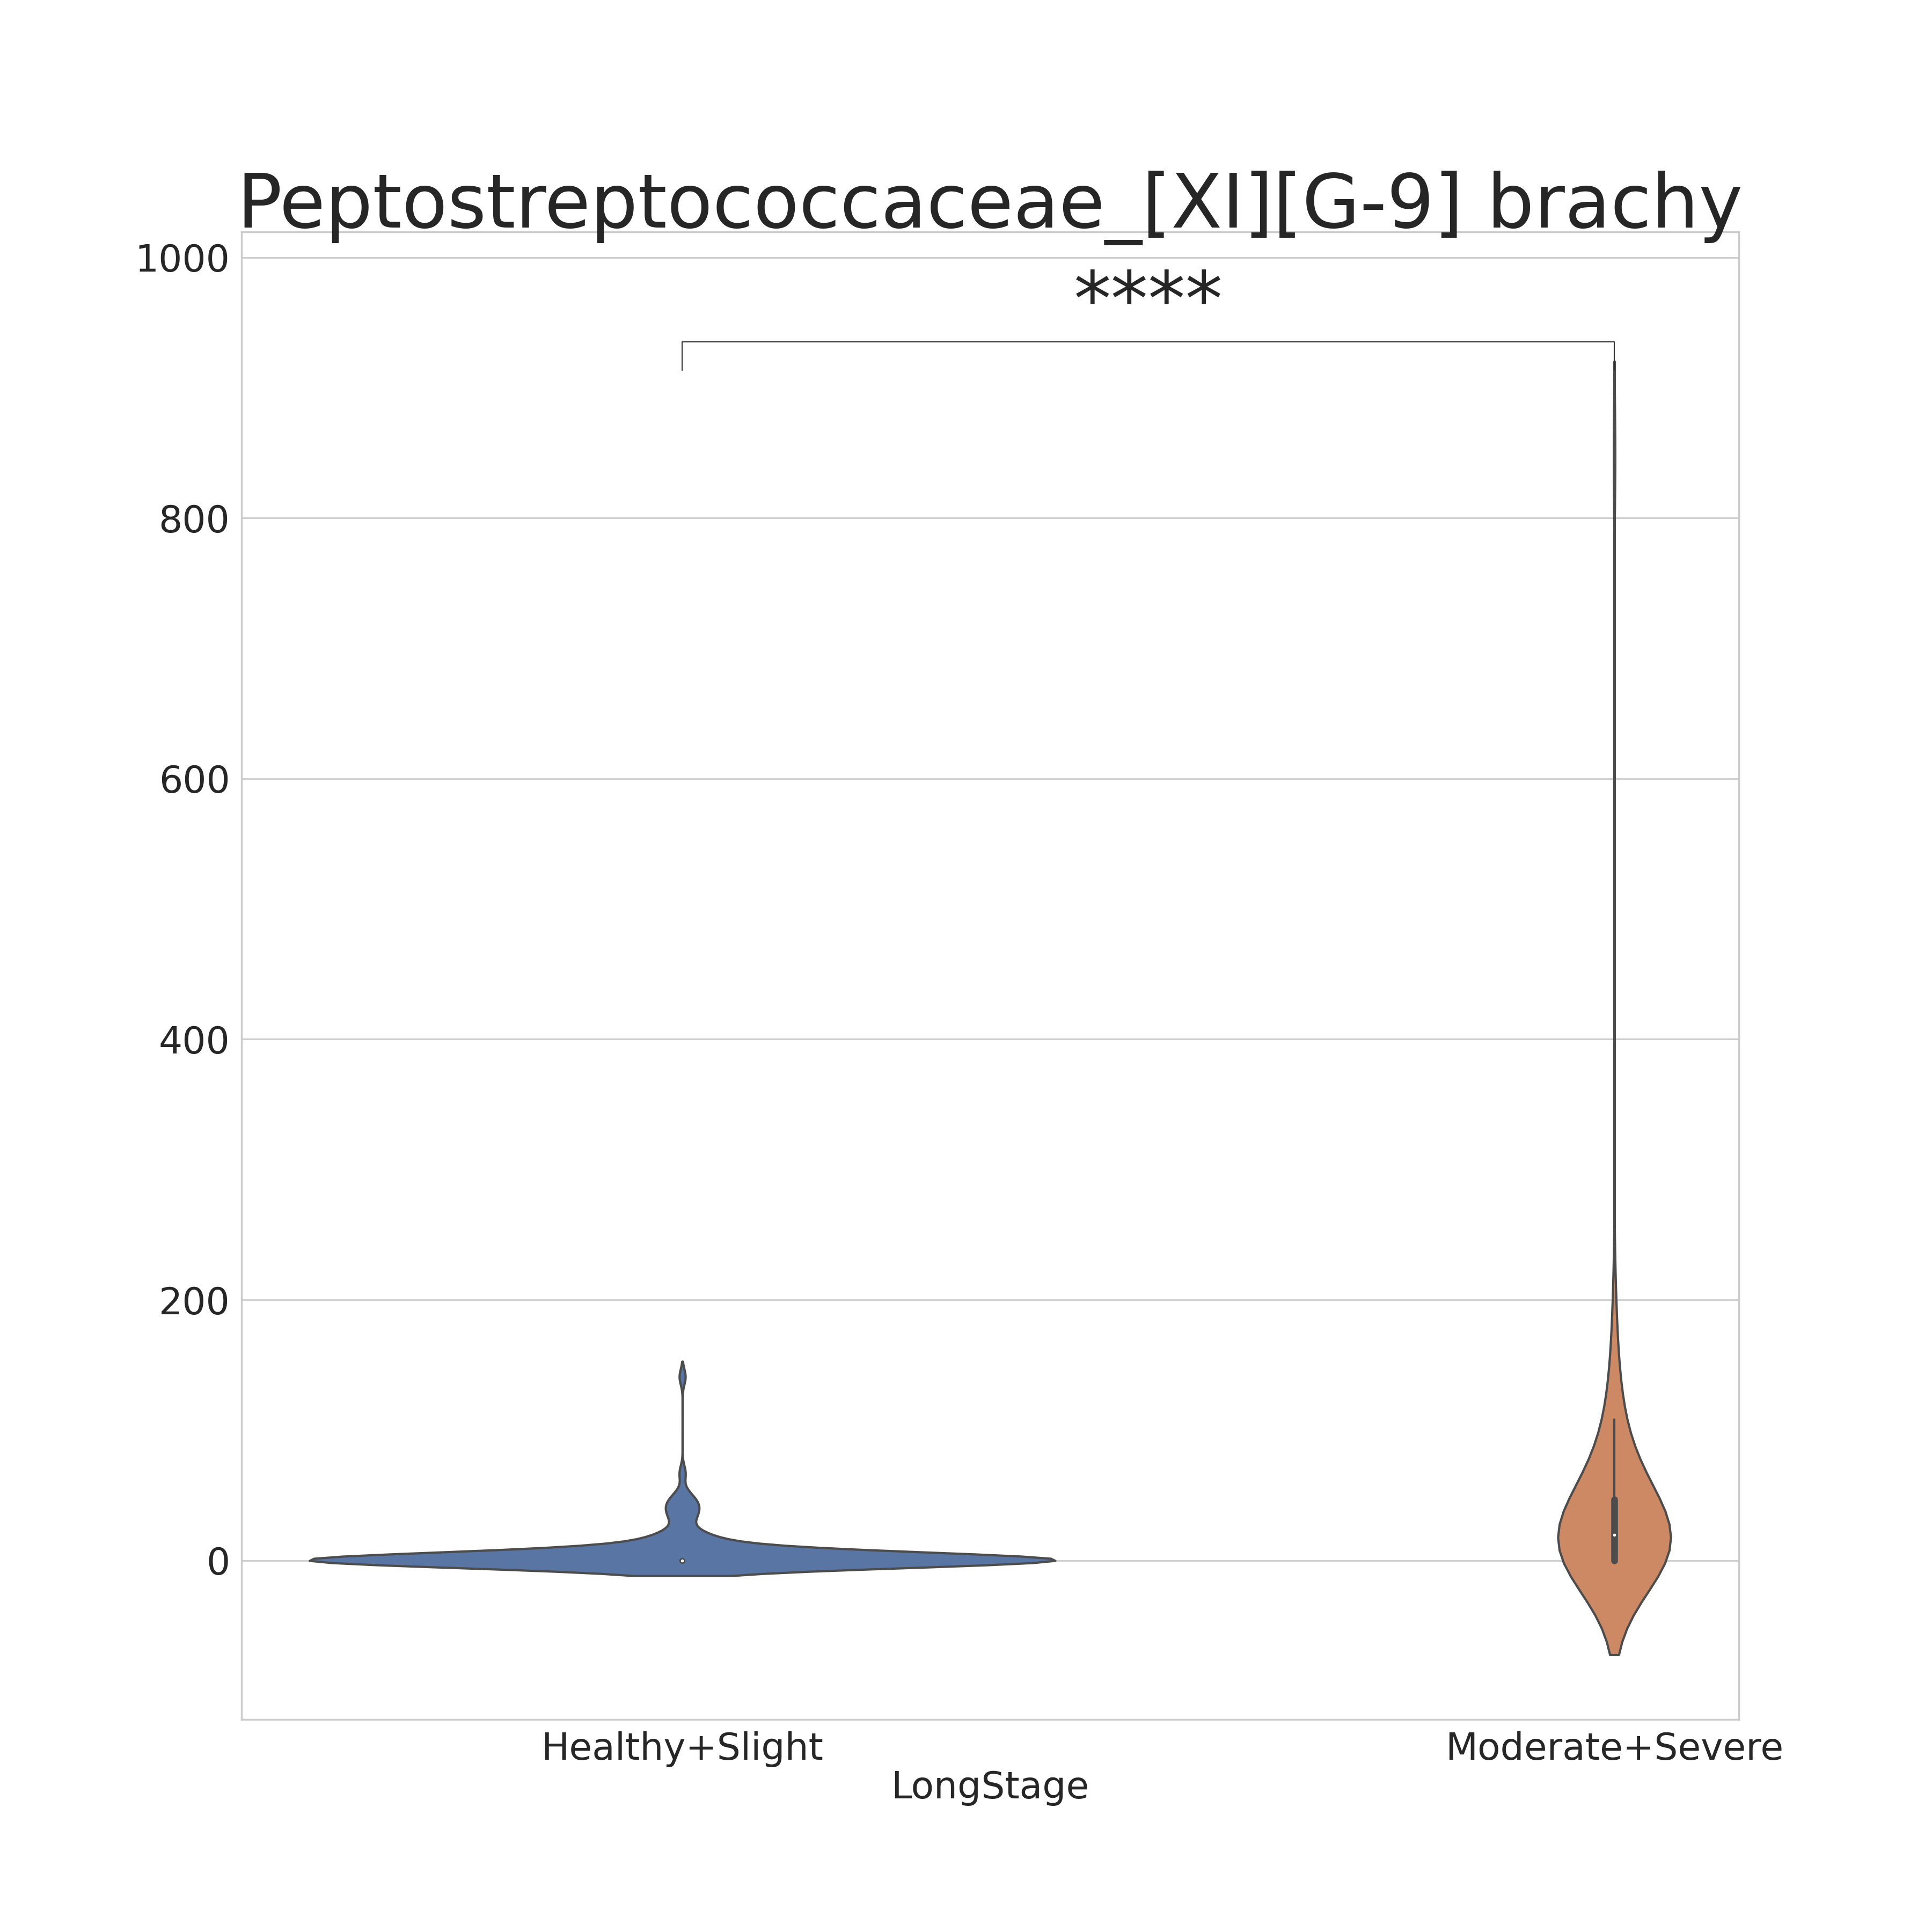 Peptostreptococcaceae_[XI][G-9] brachy
****
1000
800
600
400
200
0
Healthy+Slight Moderate+Severe
LongStage